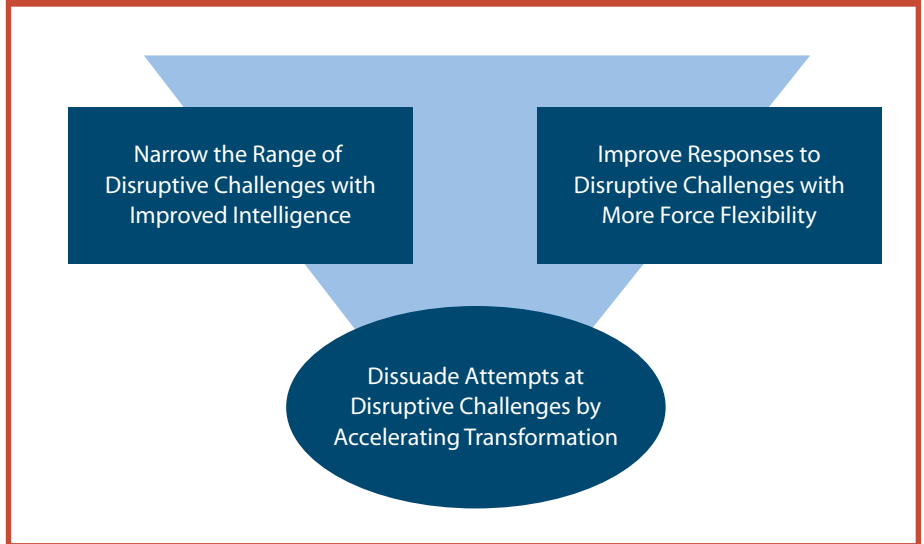 Narrow the Range of
Disruptive Challenges with
Improved Intelligence
Improve Responses to
Disruptive Challenges with
More Force Flexibility
Dissuade Attempts at
Disruptive Challenges by
Accelerating Transformation